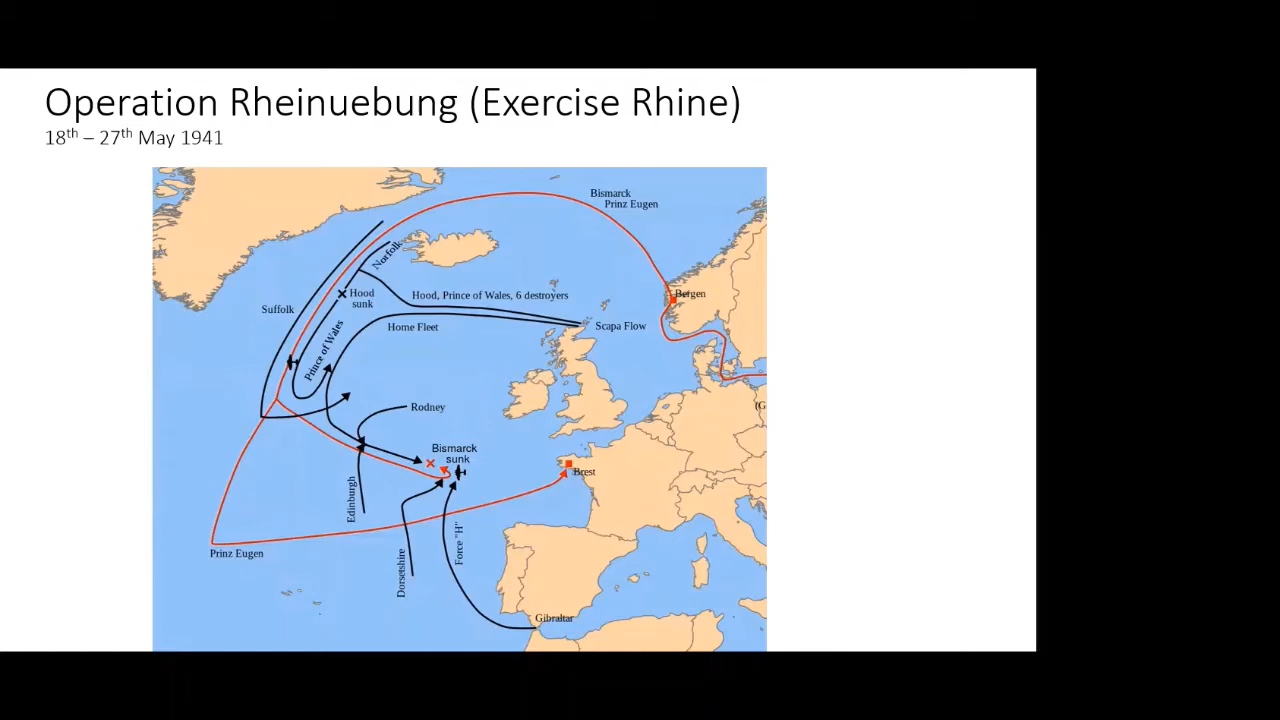 Operation Rheinuebung (Exercise Rhine)
18th – 27th May 1941
Bismarck
Prinz Eugen
Norfolk
Bergen
Hood
sunk
Hood, Prince of Wales, 6 destroyers
Suffolk
Home Fleet
Scapa Flow
Prince of Wales
(G
Rodney
Bismarck
sunk
Brest
Edinburgh
Prinz Eugen
Dorsetshire
Force "H"
Gibraltar